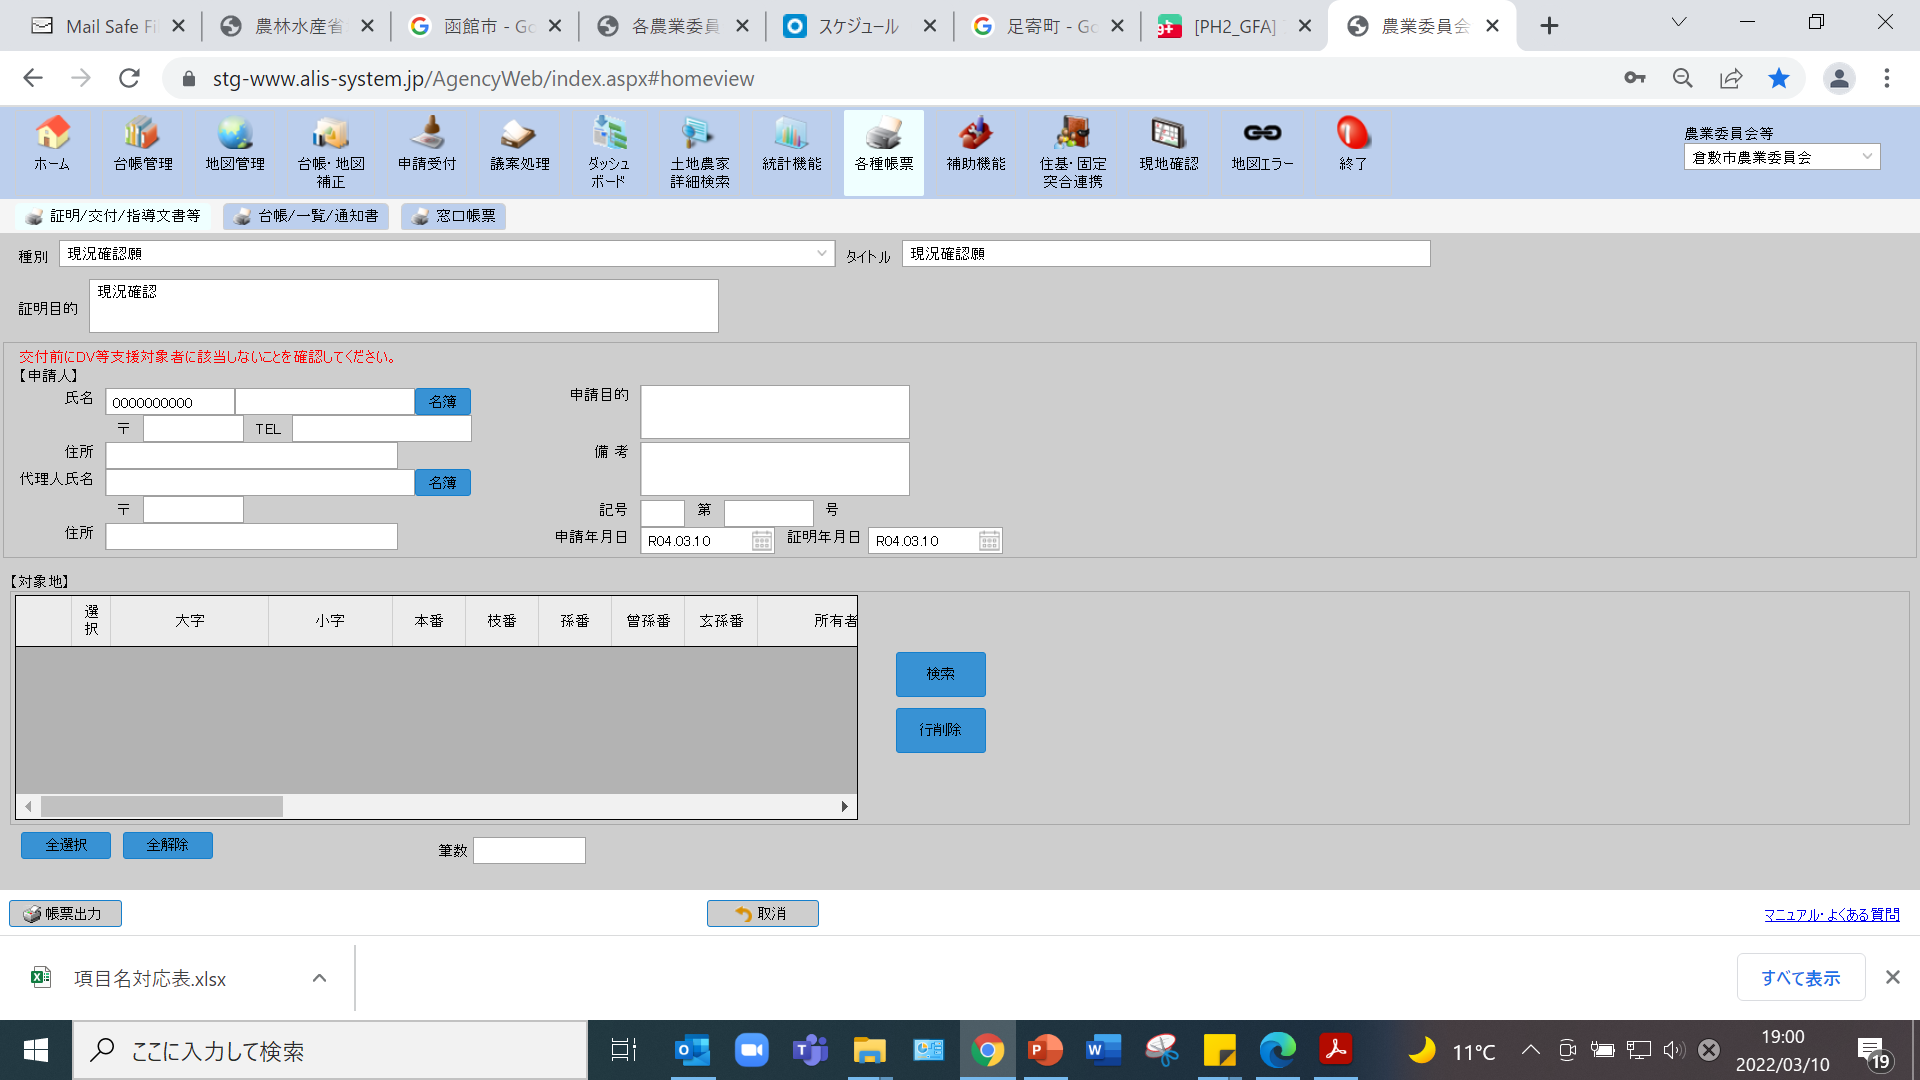 Mail Safe Fi
農林水産省
函館市 - Go
各農業委員
スケジュール
足寄町 - Go
[PH2_GFA]
農業委員会
stg-www.alis-system.jp/AgencyWeb/index.aspx#homeview
ホーム
台帳管理
地図管理
台帳・地図
補正
申請受付
議案処理
ダッシュ
ボード
土地農家
詳細検索
統計機能
各種帳票
補助機能
住基・固定
突合連携
現地確認
地図エラー
終了
農業委員会等
倉敷市農業委員会
証明/交付/指導文書等
台帳/一覧/通知書
窓口帳票
種別 現況確認願 タイトル 現況確認願
証明目的 現況確認
交付前にDV等支援対象者に該当しないことを確認してください。
【申請人】
氏名 0000000000 名簿 申請目的
〒 TEL
住所 備考
代理人氏名 名簿
〒 記号 第 号
住所 申請年月日 R04.03.10 証明年月日 R04.03.10
【対象地】
選択 大字 小字 本番 枝番 孫番 曾孫番 玄孫番 所有者
検索
行削除
全選択 全解除 筆数
帳票出力 取消 マニュアル・よくある質問
項目名対応表.xlsx すべて表示
ここに入力して検索
11°C
19:00
2022/03/10
19